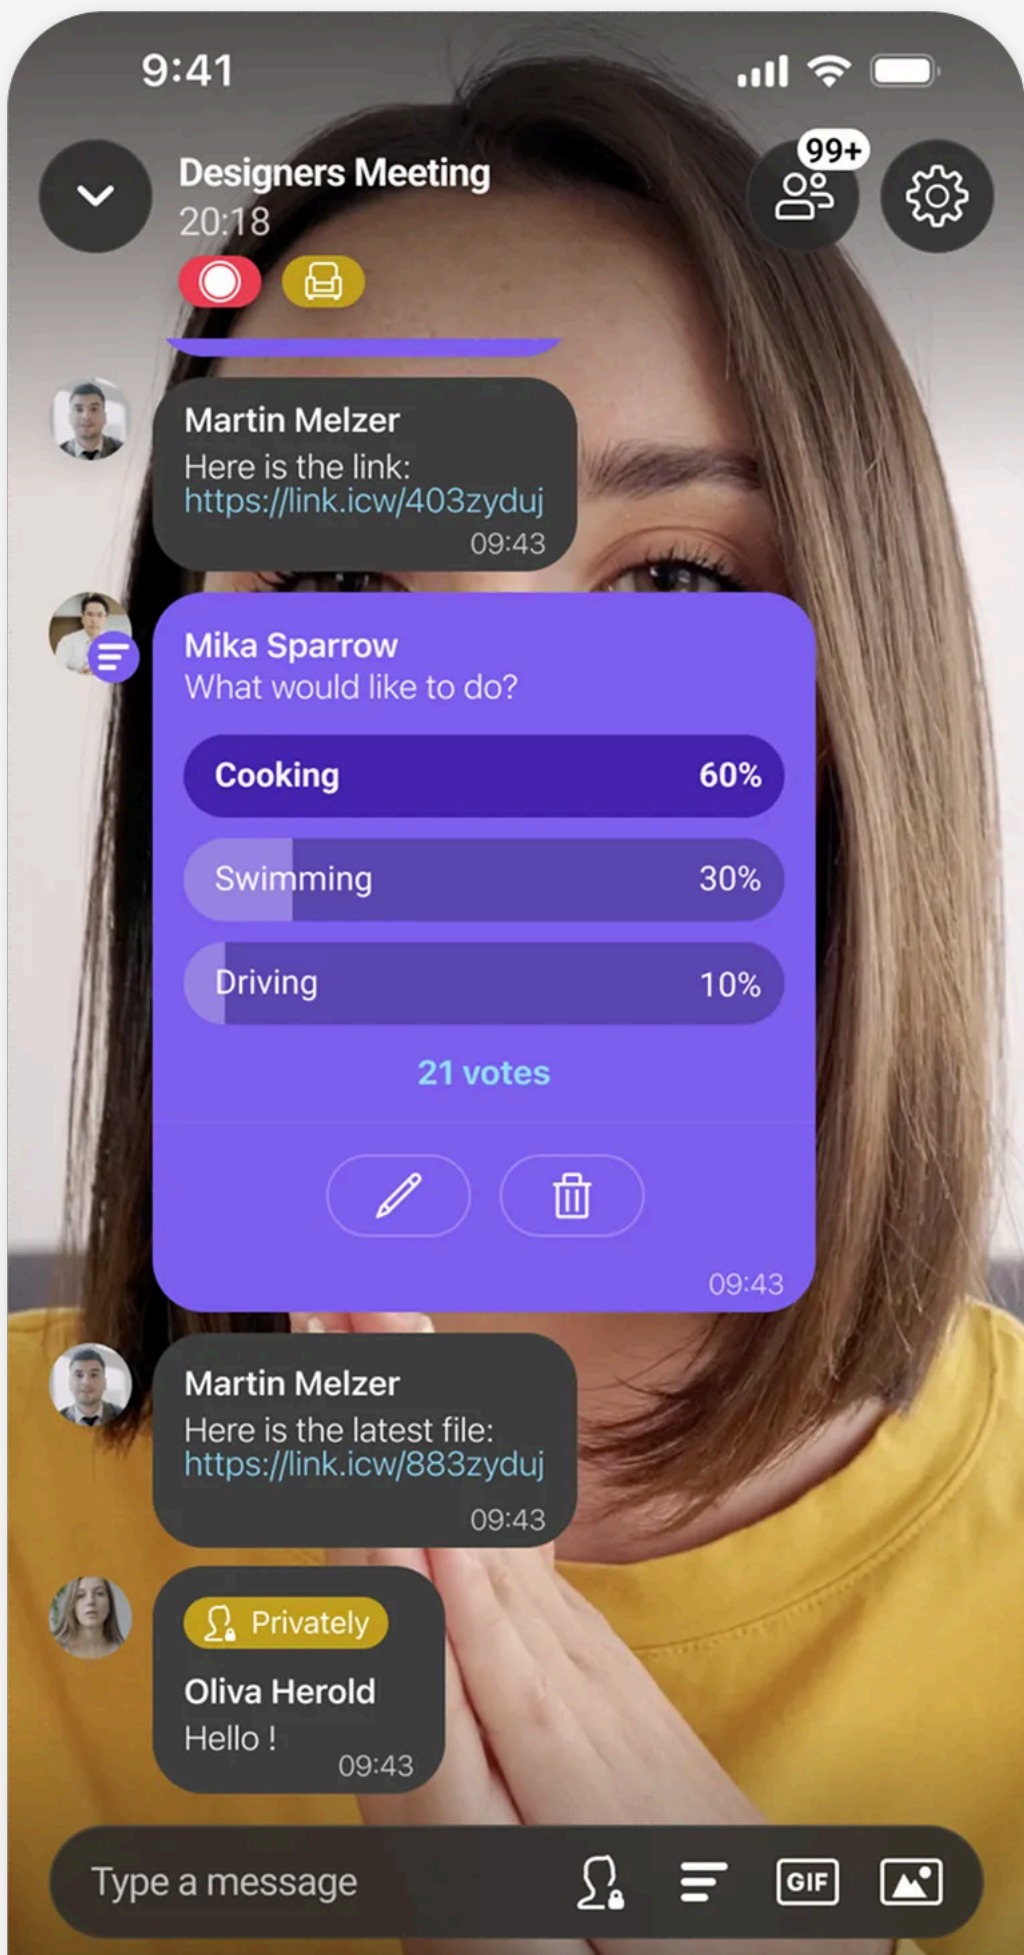 9:41
99+
Designers Meeting
20:18
Martin Melzer
Here is the link:
https://link.icw/403zyduj
09:43
Mika Sparrow
What would like to do?
Cooking 60%
Swimming 30%
Driving 10%
21 votes
09:43
Martin Melzer
Here is the latest file:
https://link.icw/883zyduj
09:43
Privately
Oliva Herold
Hello !
09:43
Type a message
GIF